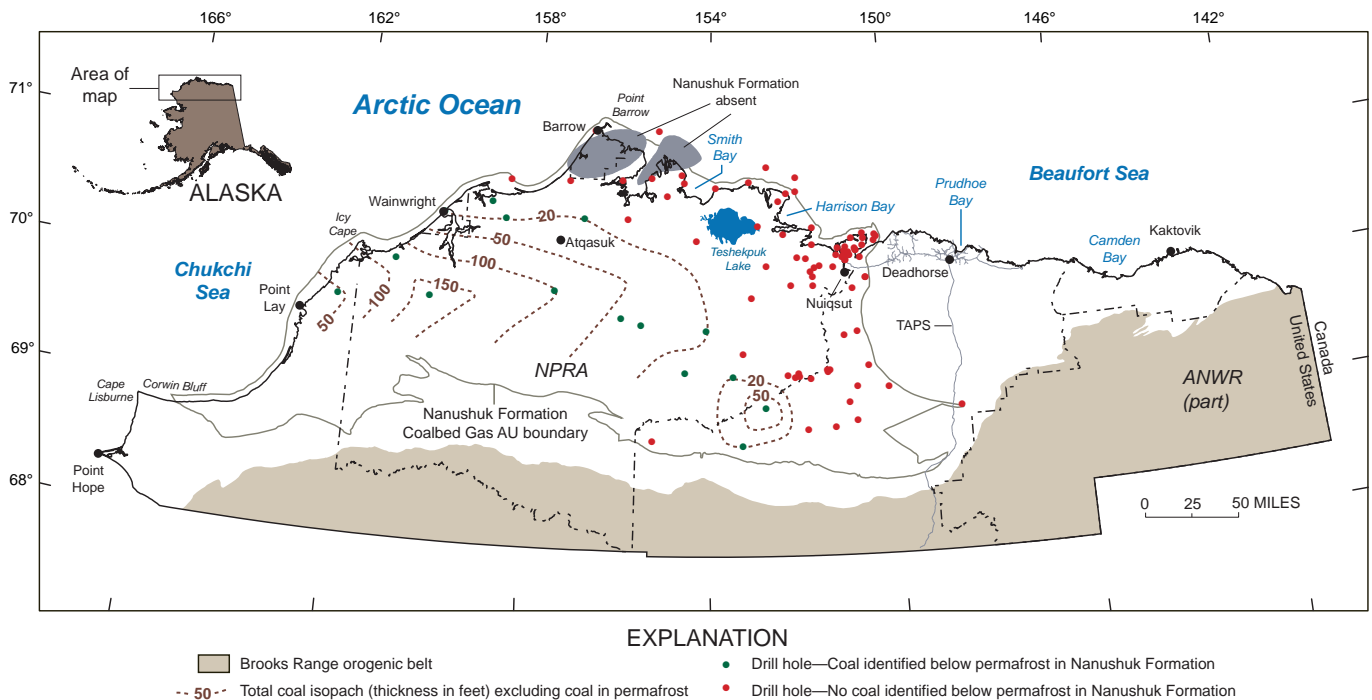 166° 162° 158° 154° 150° 146° 142°
71°
70°
69°
68°
Area of
map
ALASKA
Arctic Ocean
Point
Barrow
Barrow
Nanushuk Formation
absent
Smith
Bay
Beaufort Sea
Wainwright
Icy
Cape
20
Atqasuk
Teshekpuk
Lake
Harrison Bay
Prudhoe
Bay
Camden
Bay
Kaktovik
Chukchi
Sea
50
100
150
100
50
Point
Lay
Deadhorse
Nuiqsut
TAPS
Canada
United States
NPRA
20
50
ANWR
(part)
Cape
Lisburne
Corwin Bluff
Nanushuk Formation
Coalbed Gas AU boundary
Point
Hope
0 25 50 MILES
EXPLANATION
Brooks Range orogenic belt
50 Total coal isopach (thickness in feet) excluding coal in permafrost
Drill hole—Coal identified below permafrost in Nanushuk Formation
Drill hole—No coal identified below permafrost in Nanushuk Formation